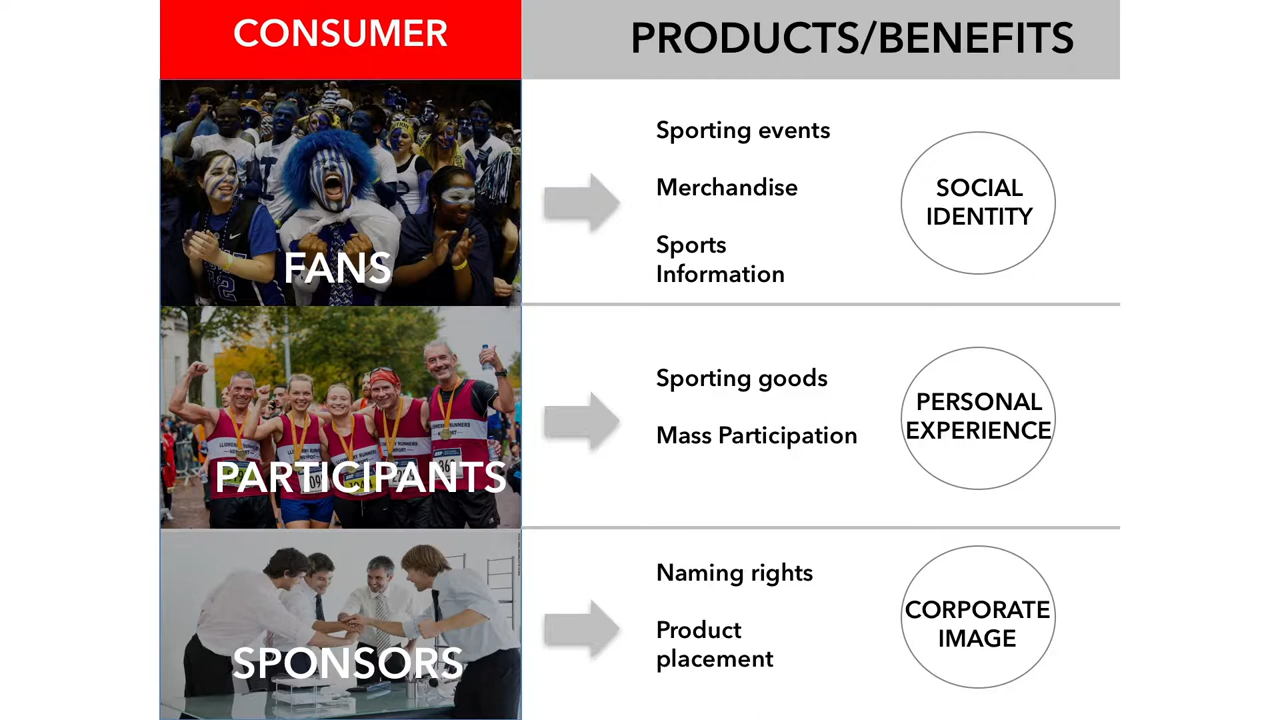 CONSUMER
PRODUCTS/BENEFITS
FANS
Sporting events
Merchandise
Sports
Information
SOCIAL
IDENTITY
PARTICIPANTS
Sporting goods
Mass Participation
PERSONAL
EXPERIENCE
SPONSORS
Naming rights
Product
placement
CORPORATE
IMAGE